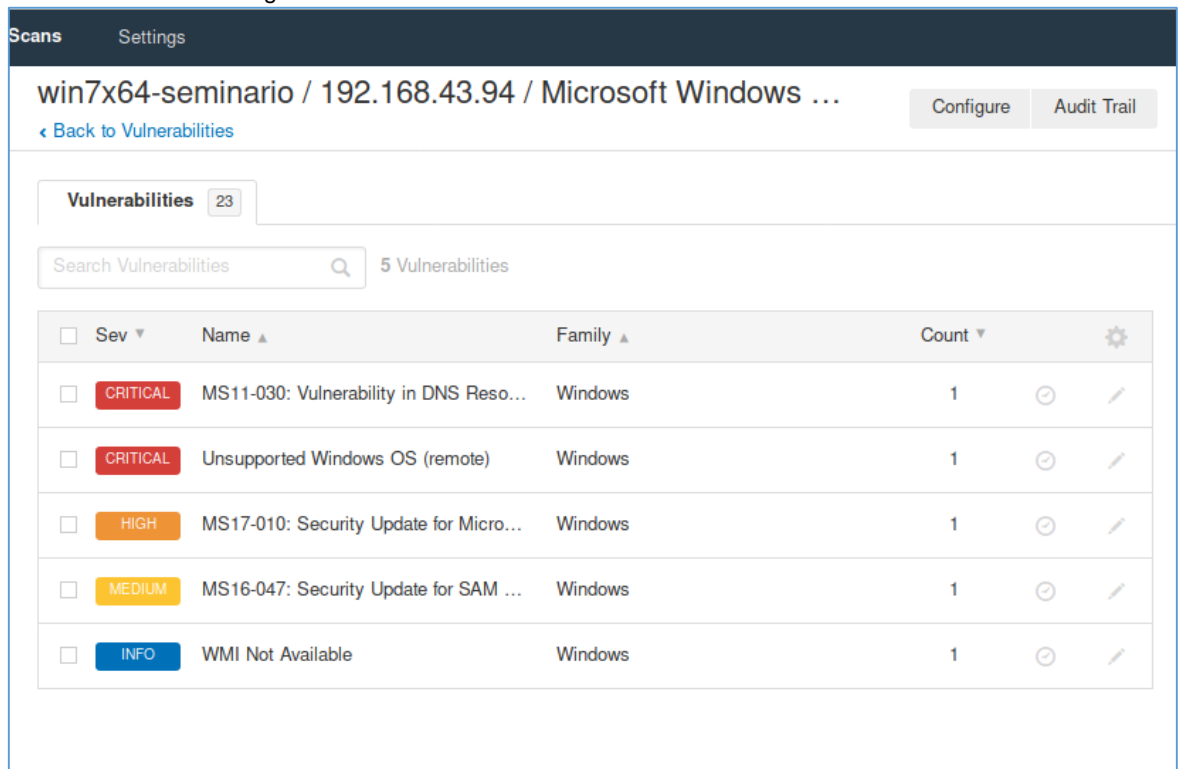 Scans Settings
win7x64-seminario / 192.168.43.94 / Microsoft Windows …
Configure Audit Trail
‹ Back to Vulnerabilities
Vulnerabilities 23
Search Vulnerabilities 5 Vulnerabilities
Sev ▼ Name ▲ Family ▲ Count ▼
CRITICAL MS11-030: Vulnerability in DNS Reso… Windows 1
CRITICAL Unsupported Windows OS (remote) Windows 1
HIGH MS17-010: Security Update for Micro… Windows 1
MEDIUM MS16-047: Security Update for SAM … Windows 1
INFO WMI Not Available Windows 1